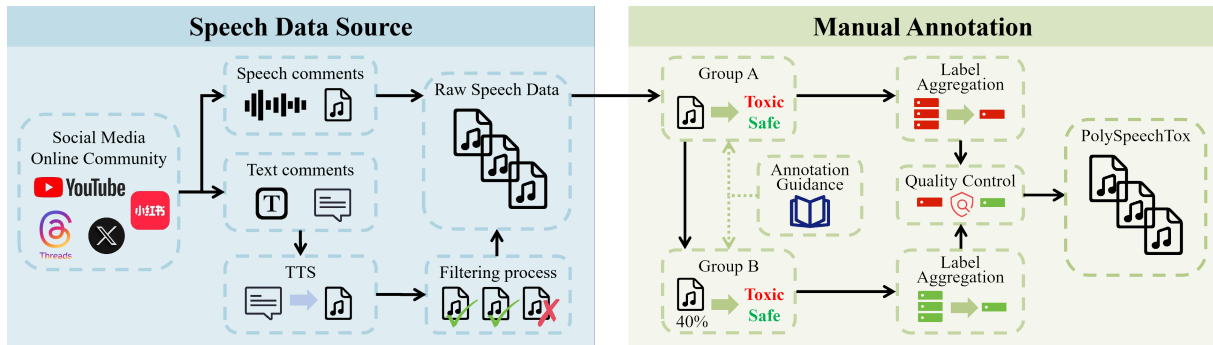 Speech Data Source
Social Media
Online Community
YouTube
小红书
X
Threads
Speech comments
Text comments
T
TTS
Raw Speech Data
Filtering process
Manual Annotation
Group A
Toxic
Safe
Annotation
Guidance
Group B
40%
Toxic
Safe
Label
Aggregation
Quality Control
Label
Aggregation
PolySpeechTox